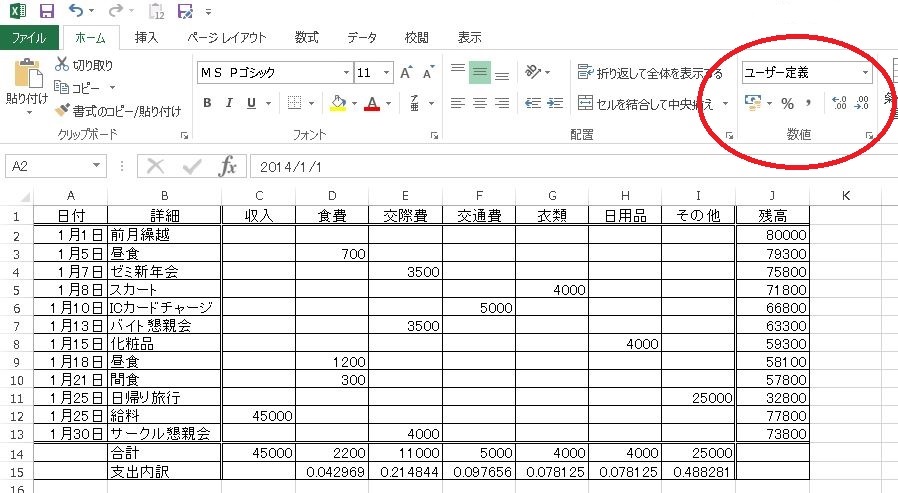 12
ファイル ホーム 挿入 ページ レイアウト 数式 データ 校閲 表示
切り取り
コピー
書式のコピー/貼り付け
貼り付け
クリップボード
ＭＳ Ｐゴシック 11 A A
B I U A ア亜
フォント
折り返して全体を表示する
セルを結合して中央揃え
配置
ユーザー定義
% , .0 .00 .00 .0
数値
A2 fx 2014/1/1
A B C D E F G H I J K
1 日付 詳細 収入 食費 交際費 交通費 衣類 日用品 その他 残高
2 1月1日 前月繰越 80000
3 1月5日 昼食 700 79300
4 1月7日 ゼミ新年会 3500 75800
5 1月8日 スカート 4000 71800
6 1月10日 ICカードチャージ 5000 66800
7 1月13日 バイト懇親会 3500 63300
8 1月15日 化粧品 4000 59300
9 1月18日 昼食 1200 58100
10 1月21日 間食 300 57800
11 1月25日 日帰り旅行 25000 32800
12 1月25日 給料 45000 77800
13 1月30日 サークル懇親会 4000 73800
14 合計 45000 2200 11000 5000 4000 4000 25000
15 支出内訳 0.042969 0.214844 0.097656 0.078125 0.078125 0.488281
16